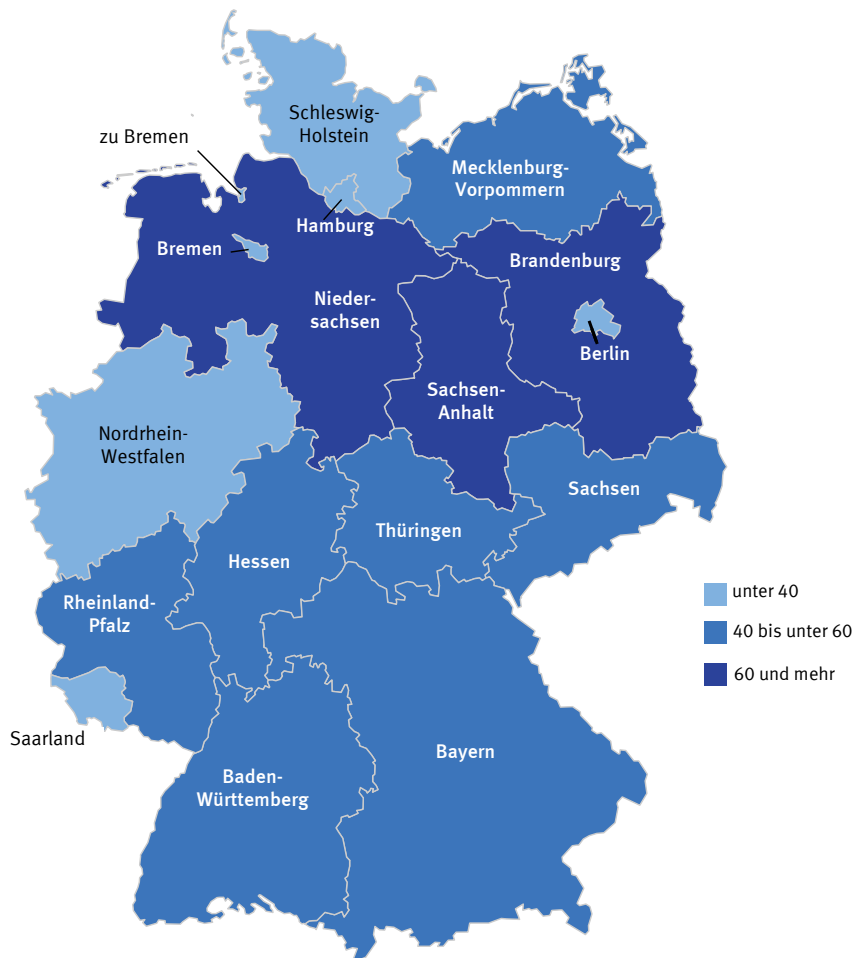 Schleswig-
Holstein
zu Bremen
Mecklenburg-
Vorpommern
Hamburg
Bremen
Brandenburg
Nieder-
sachsen
Berlin
Sachsen-
Anhalt
Nordrhein-
Westfalen
Sachsen
Thüringen
Hessen
Rheinland-
Pfalz
unter 40
40 bis unter 60
60 und mehr
Saarland
Bayern
Baden-
Württemberg